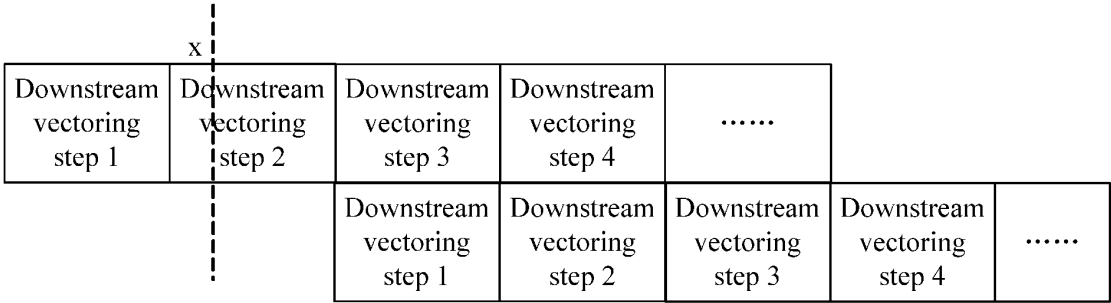 x
Downstream vectoring step 1
Downstream vectoring step 2
Downstream vectoring step 3
Downstream vectoring step 4
……
Downstream vectoring step 1
Downstream vectoring step 2
Downstream vectoring step 3
Downstream vectoring step 4
……